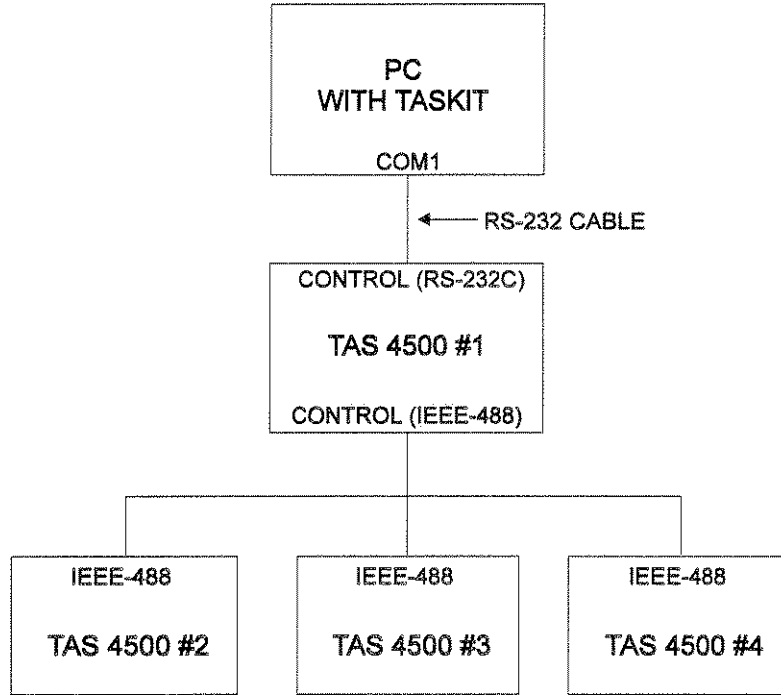 PC
WITH TASKIT
COM1
RS-232 CABLE
CONTROL (RS-232C)
TAS 4500 #1
CONTROL (IEEE-488)
IEEE-488
TAS 4500 #2
IEEE-488
TAS 4500 #3
IEEE-488
TAS 4500 #4